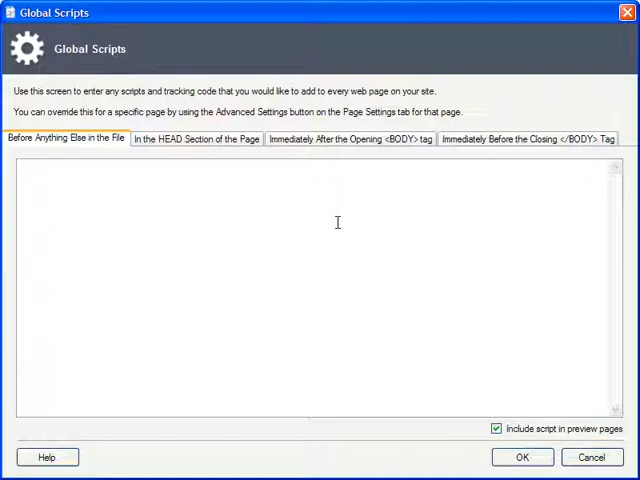 Global Scripts
Global Scripts
Use this screen to enter any scripts and tracking code that you would like to add to every web page on your site.
You can override this for a specific page by using the Advanced Settings button on the Page Settings tab for that page.
Before Anything Else in the File
In the HEAD Section of the Page
Immediately After the Opening <BODY> tag
Immediately Before the Closing </BODY> Tag
Include script in preview pages
Help
OK
Cancel